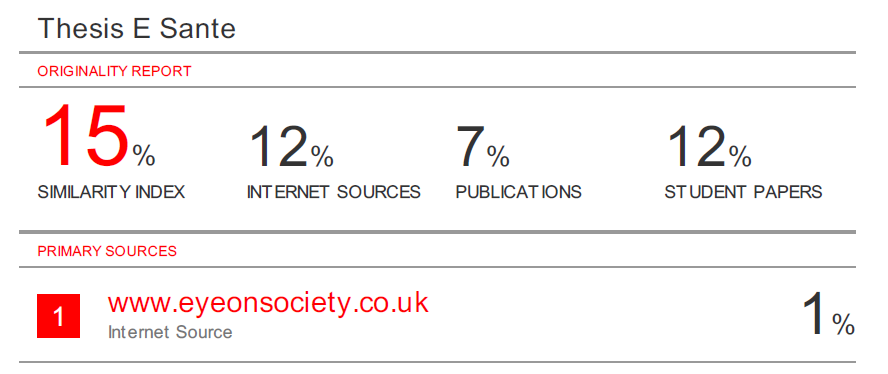 Thesis E Sante
ORIGINALITY REPORT
15% 12% 7% 12%
SIMILARITY INDEX INTERNET SOURCES PUBLICATIONS STUDENT PAPERS
PRIMARY SOURCES
1 www.eyeonsociety.co.uk 1%
Internet Source